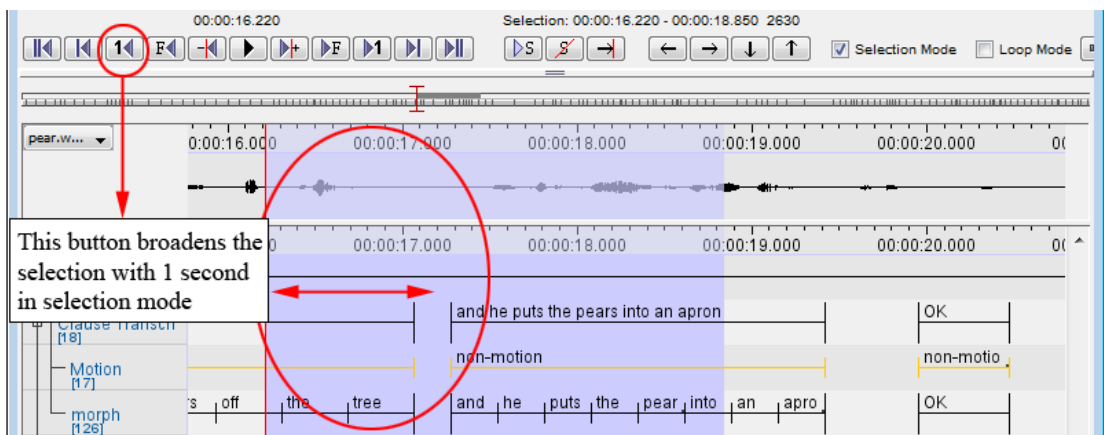 00:00:16.220 Selection: 00:00:16.220 - 00:00:18.850 2630
1 F - + F 1 S S Selection Mode Loop Mode
pear.w... 0:00:16.000 00:00:17.000 00:00:18.000 00:00:19.000 00:00:20.000 00
This button broadens the
selection with 1 second
in selection mode
0 00:00:17.000 00:00:18.000 00:00:19.000 00:00:20.000 00
and he puts the pears into an apron OK
Clause Transch
[18]
non-motion non-motio
Motion
[17]
rs off the tree and he puts the pear into an apro OK
morph
[126]